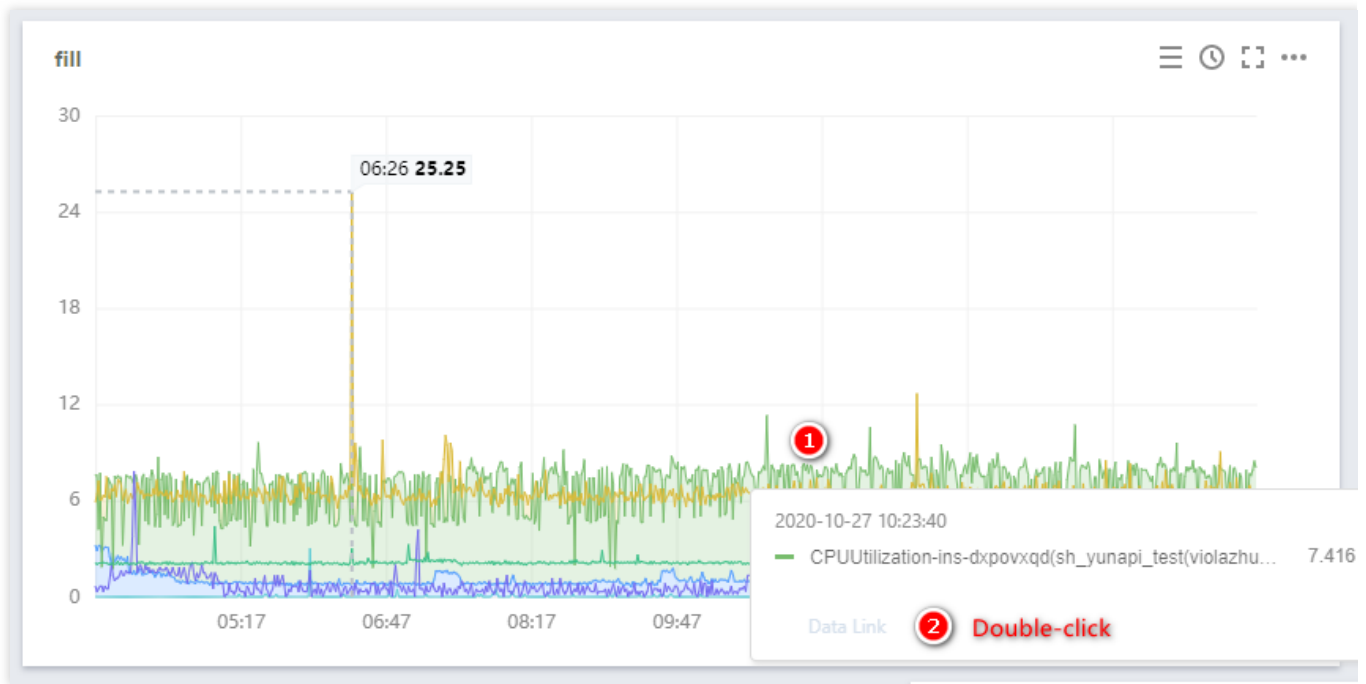 fill
30
06:26 25.25
24
18
12
1
6
2020-10-27 10:23:40
CPUUtilization-ins-dxpovxqd(sh_yunapi_test(violazhu... 7.416
0
05:17 06:47 08:17 09:47
Data Link 2 Double-click